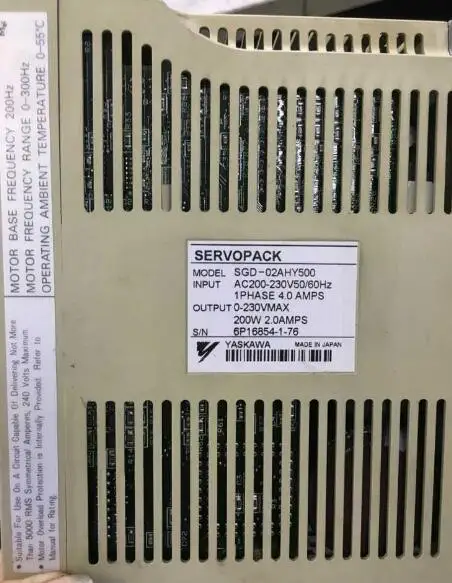 MOTOR BASE FREQUENCY 200Hz
MOTOR FREQUENCY RANGE 0~300Hz
OPERATING AMBIENT TEMPERATURE 0~55°C
• Suitable For Use On A Circuit Capable Of Delivering Not More
Than 5000 RMS Symmetrical Amperes, 240 Volts Maximum.
• Motor Overload Protection is Internally Provided. Refer to
Manual for Rating.
SERVOPACK
MODEL SGD-02AHY500
INPUT AC200-230V50/60Hz
1PHASE 4.0 AMPS
OUTPUT 0-230VMAX
200W 2.0AMPS
S/N 6P16854-1-76
YASKAWA MADE IN JAPAN